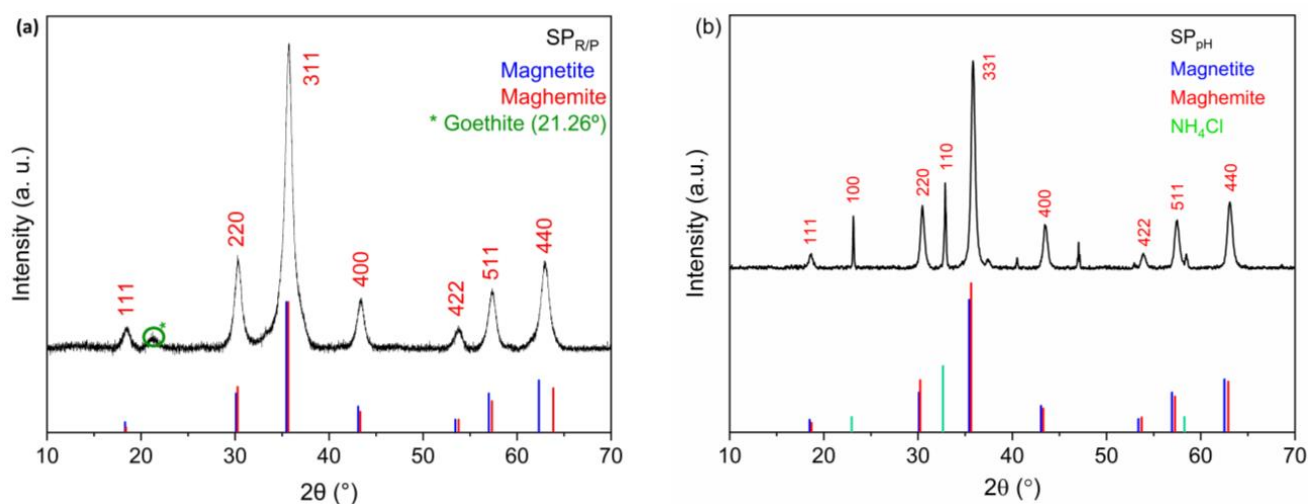 (a)
SP_R/P
Magnetite
Maghemite
* Goethite (21.26º)
311
220
440
511
400
111
*
422
Intensity (a. u.)
10 20 30 40 50 60 70
2θ (°)
(b)
SP_pH
Magnetite
Maghemite
NH₄Cl
331
110
100
220
440
511
400
111
422
Intensity (a.u.)
10 20 30 40 50 60 70
2θ (°)